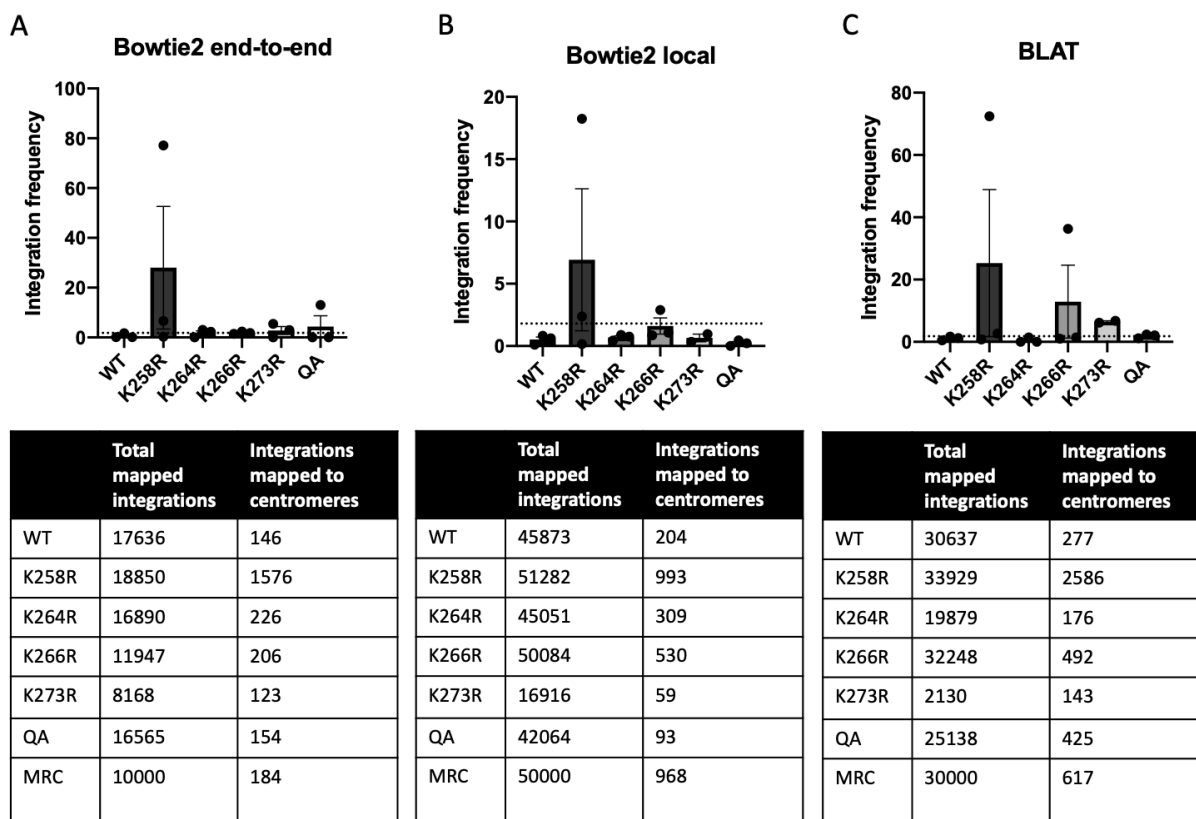 A
Bowtie2 end-to-end
Integration frequency
100
80
60
40
20
0
WT
K258R
K264R
K266R
K273R
QA
B
Bowtie2 local
Integration frequency
20
15
10
5
0
WT
K258R
K264R
K266R
K273R
QA
C
BLAT
Integration frequency
80
60
40
20
0
WT
K258R
K264R
K266R
K273R
QA
Total mapped integrations Integrations mapped to centromeres
WT 17636 146
K258R 18850 1576
K264R 16890 226
K266R 11947 206
K273R 8168 123
QA 16565 154
MRC 10000 184
Total mapped integrations Integrations mapped to centromeres
WT 45873 204
K258R 51282 993
K264R 45051 309
K266R 50084 530
K273R 16916 59
QA 42064 93
MRC 50000 968
Total mapped integrations Integrations mapped to centromeres
WT 30637 277
K258R 33929 2586
K264R 19879 176
K266R 32248 492
K273R 2130 143
QA 25138 425
MRC 30000 617